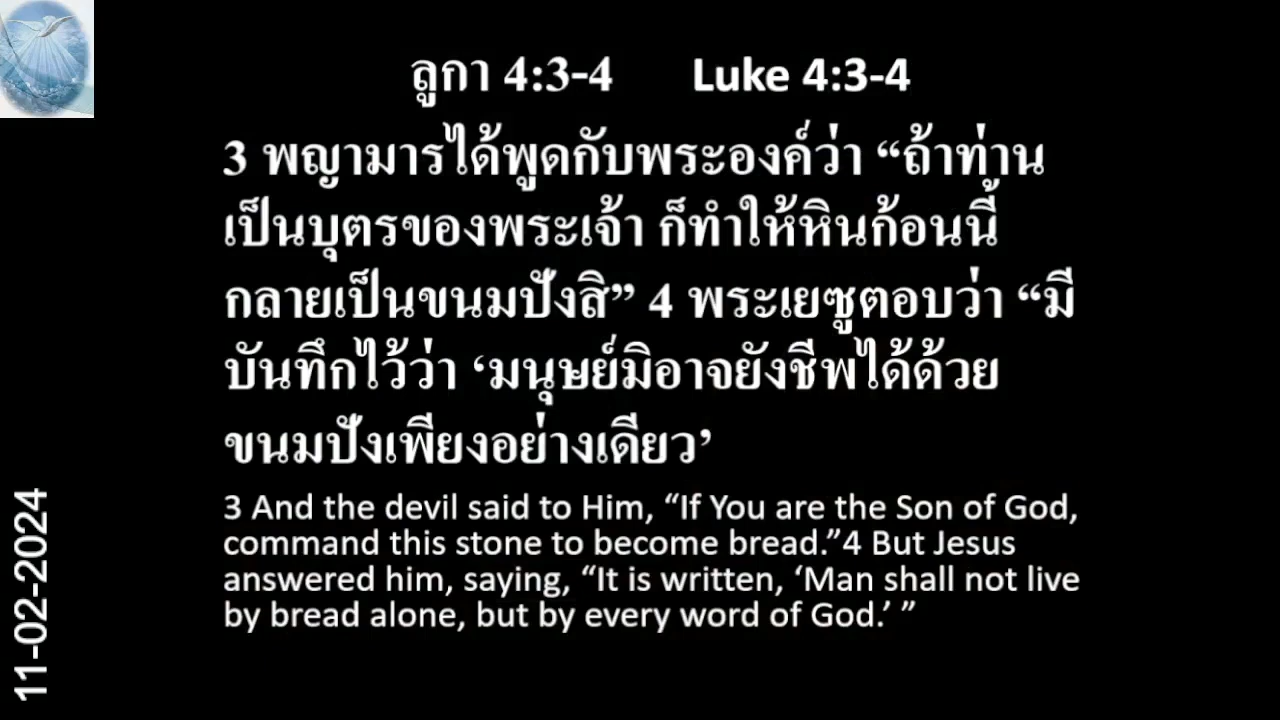 ลูกา 4:3-4 Luke 4:3-4
3 พญามารได้พูดกับพระองค์ว่า “ถ้าท่าน
เป็นบุตรของพระเจ้า ก็ทำให้หินก้อนนี้
กลายเป็นขนมปังสิ” 4 พระเยซูตอบว่า “มี
บันทึกไว้ว่า ‘มนุษย์มิอาจยังชีพได้ด้วย
ขนมปังเพียงอย่างเดียว’
3 And the devil said to Him, “If You are the Son of God,
command this stone to become bread.”4 But Jesus
answered him, saying, “It is written, ‘Man shall not live
by bread alone, but by every word of God.’ ”
11-02-2024